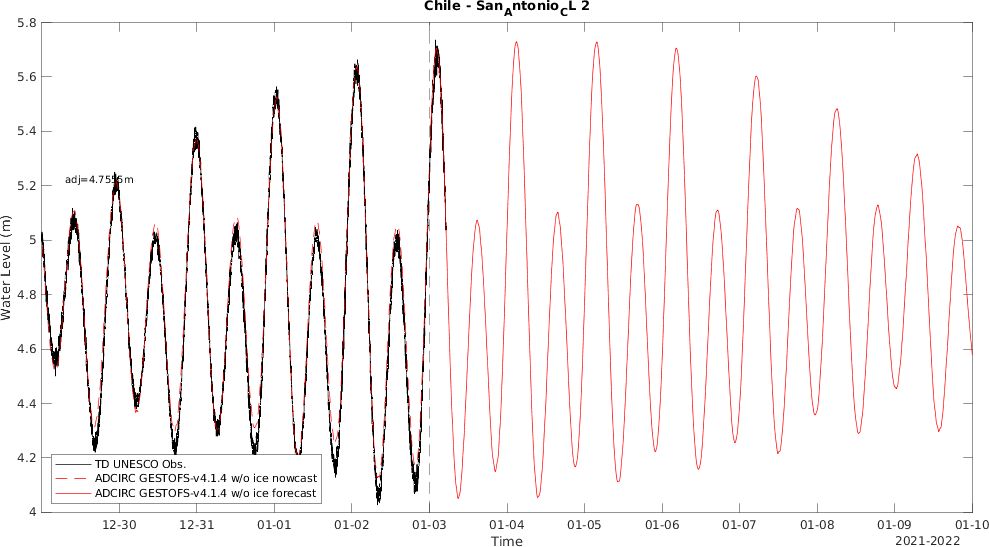 Chile - San_Antonio_CL 2
5.8
5.6
5.4
5.2
5
4.8
4.6
4.4
4.2
4
Water Level (m)
adj=4.7555m
TD UNESCO Obs.
ADCIRC GESTOFS-v4.1.4 w/o ice nowcast
ADCIRC GESTOFS-v4.1.4 w/o ice forecast
12-30 12-31 01-01 01-02 01-03 01-04 01-05 01-06 01-07 01-08 01-09 01-10
Time
2021-2022